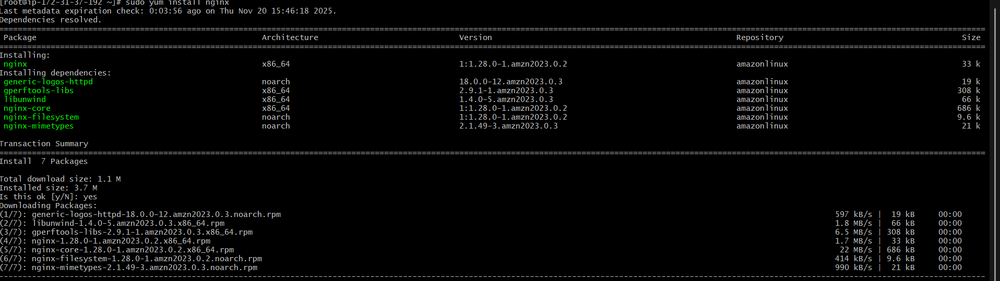 [root@ip-172-31-37-192 ~]# sudo yum install nginx
Last metadata expiration check: 0:03:56 ago on Thu Nov 20 15:46:18 2025.
Dependencies resolved.
Package Architecture Version Repository Size
Installing:
nginx x86_64 1:1.28.0-1.amzn2023.0.2 amazonlinux 33 k
Installing dependencies:
generic-logos-httpd noarch 18.0.0-12.amzn2023.0.3 amazonlinux 19 k
gperftools-libs x86_64 2.9.1-1.amzn2023.0.3 amazonlinux 308 k
libunwind x86_64 1.4.0-5.amzn2023.0.3 amazonlinux 66 k
nginx-core x86_64 1:1.28.0-1.amzn2023.0.2 amazonlinux 686 k
nginx-filesystem noarch 1:1.28.0-1.amzn2023.0.2 amazonlinux 9.6 k
nginx-mimetypes noarch 2.1.49-3.amzn2023.0.3 amazonlinux 21 k
Transaction Summary
Install 7 Packages
Total download size: 1.1 M
Installed size: 3.7 M
Is this ok [y/N]: yes
Downloading Packages:
(1/7): generic-logos-httpd-18.0.0-12.amzn2023.0.3.noarch.rpm 597 kB/s | 19 kB 00:00
(2/7): libunwind-1.4.0-5.amzn2023.0.3.x86_64.rpm 1.8 MB/s | 66 kB 00:00
(3/7): gperftools-libs-2.9.1-1.amzn2023.0.3.x86_64.rpm 6.5 MB/s | 308 kB 00:00
(4/7): nginx-1.28.0-1.amzn2023.0.2.x86_64.rpm 1.7 MB/s | 33 kB 00:00
(5/7): nginx-core-1.28.0-1.amzn2023.0.2.x86_64.rpm 22 MB/s | 686 kB 00:00
(6/7): nginx-filesystem-1.28.0-1.amzn2023.0.2.noarch.rpm 414 kB/s | 9.6 kB 00:00
(7/7): nginx-mimetypes-2.1.49-3.amzn2023.0.3.noarch.rpm 990 kB/s | 21 kB 00:00